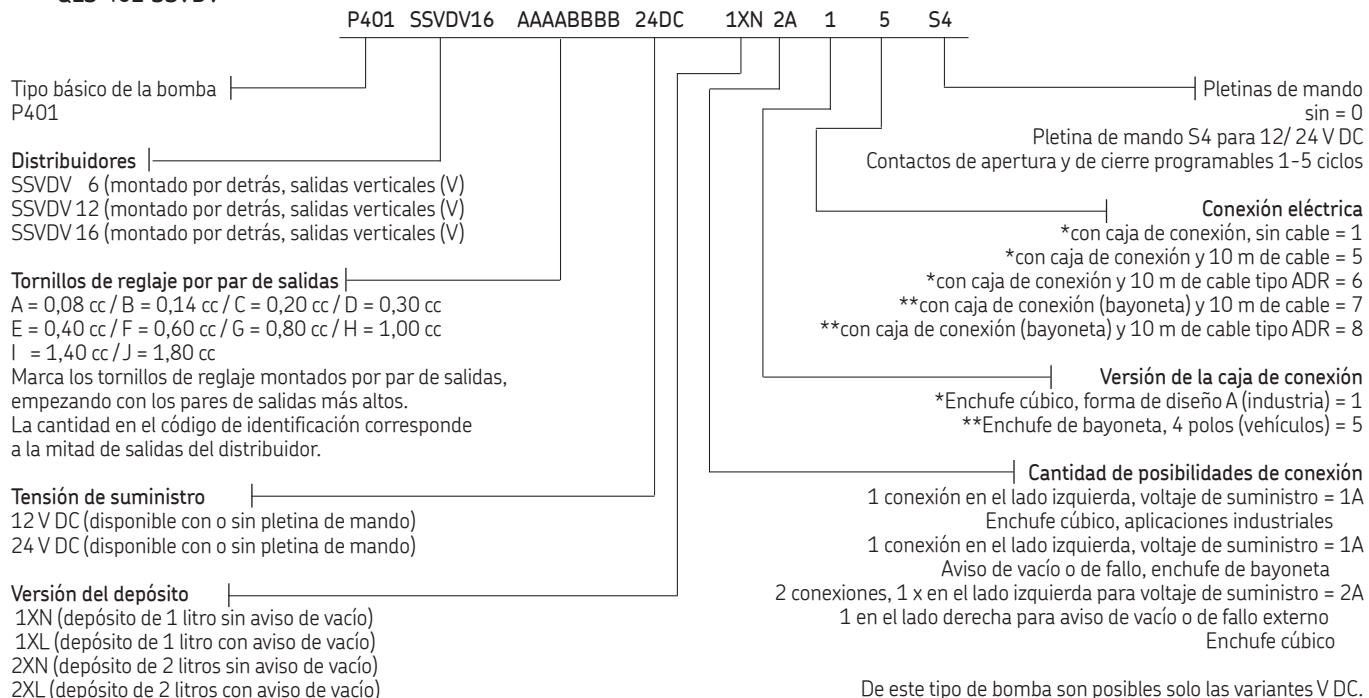 QLS 401 SSVDV
P401 SSVDV16 AAAABBBB 24DC 1XN 2A 1 5 S4
Tipo básico de la bomba
P401
Distribuidores
SSVDV 6 (montado por detrás, salidas verticales (V)
SSVDV 12 (montado por detrás, salidas verticales (V)
SSVDV 16 (montado por detrás, salidas verticales (V)
Tornillos de reglaje por par de salidas
A = 0,08 cc / B = 0,14 cc / C = 0,20 cc / D = 0,30 cc
E = 0,40 cc / F = 0,60 cc / G = 0,80 cc / H = 1,00 cc
I = 1,40 cc / J = 1,80 cc
Marca los tornillos de reglaje montados por par de salidas,
empezando con los pares de salidas más altos.
La cantidad en el código de identificación corresponde
a la mitad de salidas del distribuidor.
Tensión de suministro
12 V DC (disponible con o sin pletina de mando)
24 V DC (disponible con o sin pletina de mando)
Versión del depósito
1XN (depósito de 1 litro sin aviso de vacío)
1XL (depósito de 1 litro con aviso de vacío)
2XN (depósito de 2 litros sin aviso de vacío)
2XL (depósito de 2 litros con aviso de vacío)
Pletinas de mando
sin = 0
Pletina de mando S4 para 12/ 24 V DC
Contactos de apertura y de cierre programables 1-5 ciclos
Conexión eléctrica
*con caja de conexión, sin cable = 1
*con caja de conexión y 10 m de cable = 5
*con caja de conexión y 10 m de cable tipo ADR = 6
**con caja de conexión (bayoneta) y 10 m de cable = 7
**con caja de conexión (bayoneta) y 10 m de cable tipo ADR = 8
Versión de la caja de conexión
*Enchufe cúbico, forma de diseño A (industria) = 1
**Enchufe de bayoneta, 4 polos (vehículos) = 5
Cantidad de posibilidades de conexión
1 conexión en el lado izquierda, voltaje de suministro = 1A
Enchufe cúbico, aplicaciones industriales
1 conexión en el lado izquierda, voltaje de suministro = 1A
Aviso de vacío o de fallo, enchufe de bayoneta
2 conexiones, 1 x en el lado izquierda para voltaje de suministro = 2A
1 en el lado derecha para aviso de vacío o de fallo externo
Enchufe cúbico
De este tipo de bomba son posibles solo las variantes V DC.